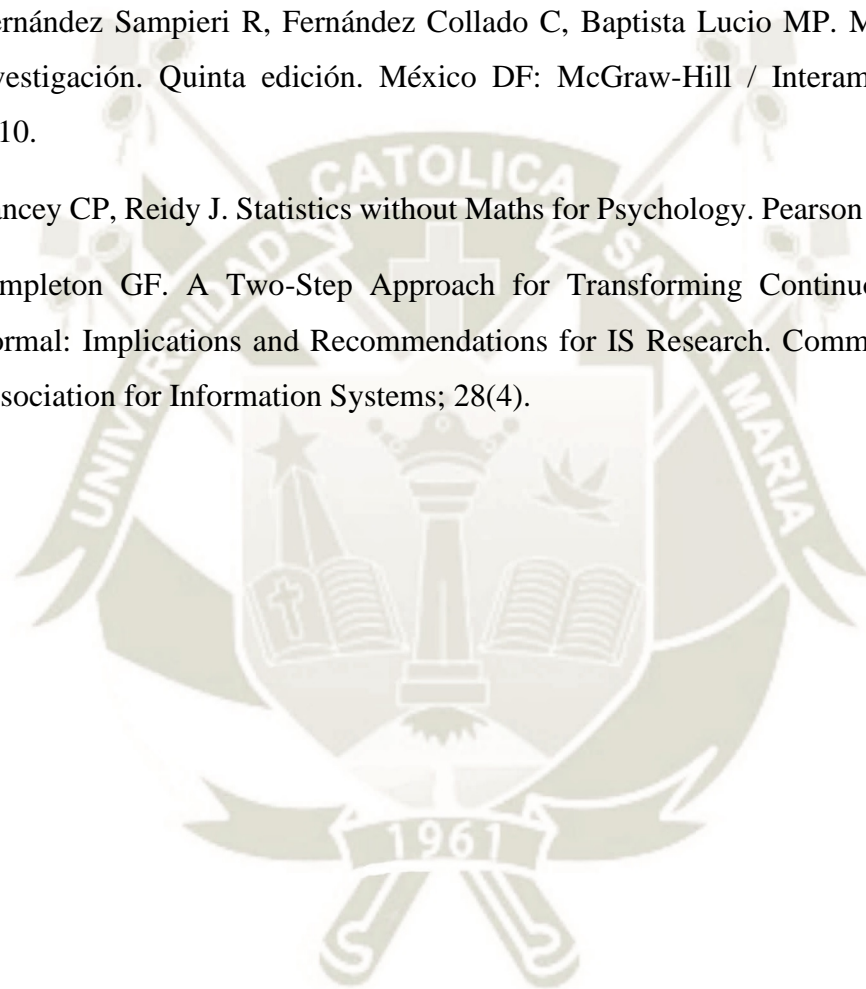 ernández Sampieri R, Fernández Collado C, Baptista Lucio MP. M
vestigación. Quinta edición. México DF: McGraw-Hill / Interam
10.
ancey CP, Reidy J. Statistics without Maths for Psychology. Pearson
mpleton GF. A Two-Step Approach for Transforming Continuo
ormal: Implications and Recommendations for IS Research. Comm
sociation for Information Systems; 28(4).
UNIVERSIDAD CATOLICA SANTA MARIA
1961